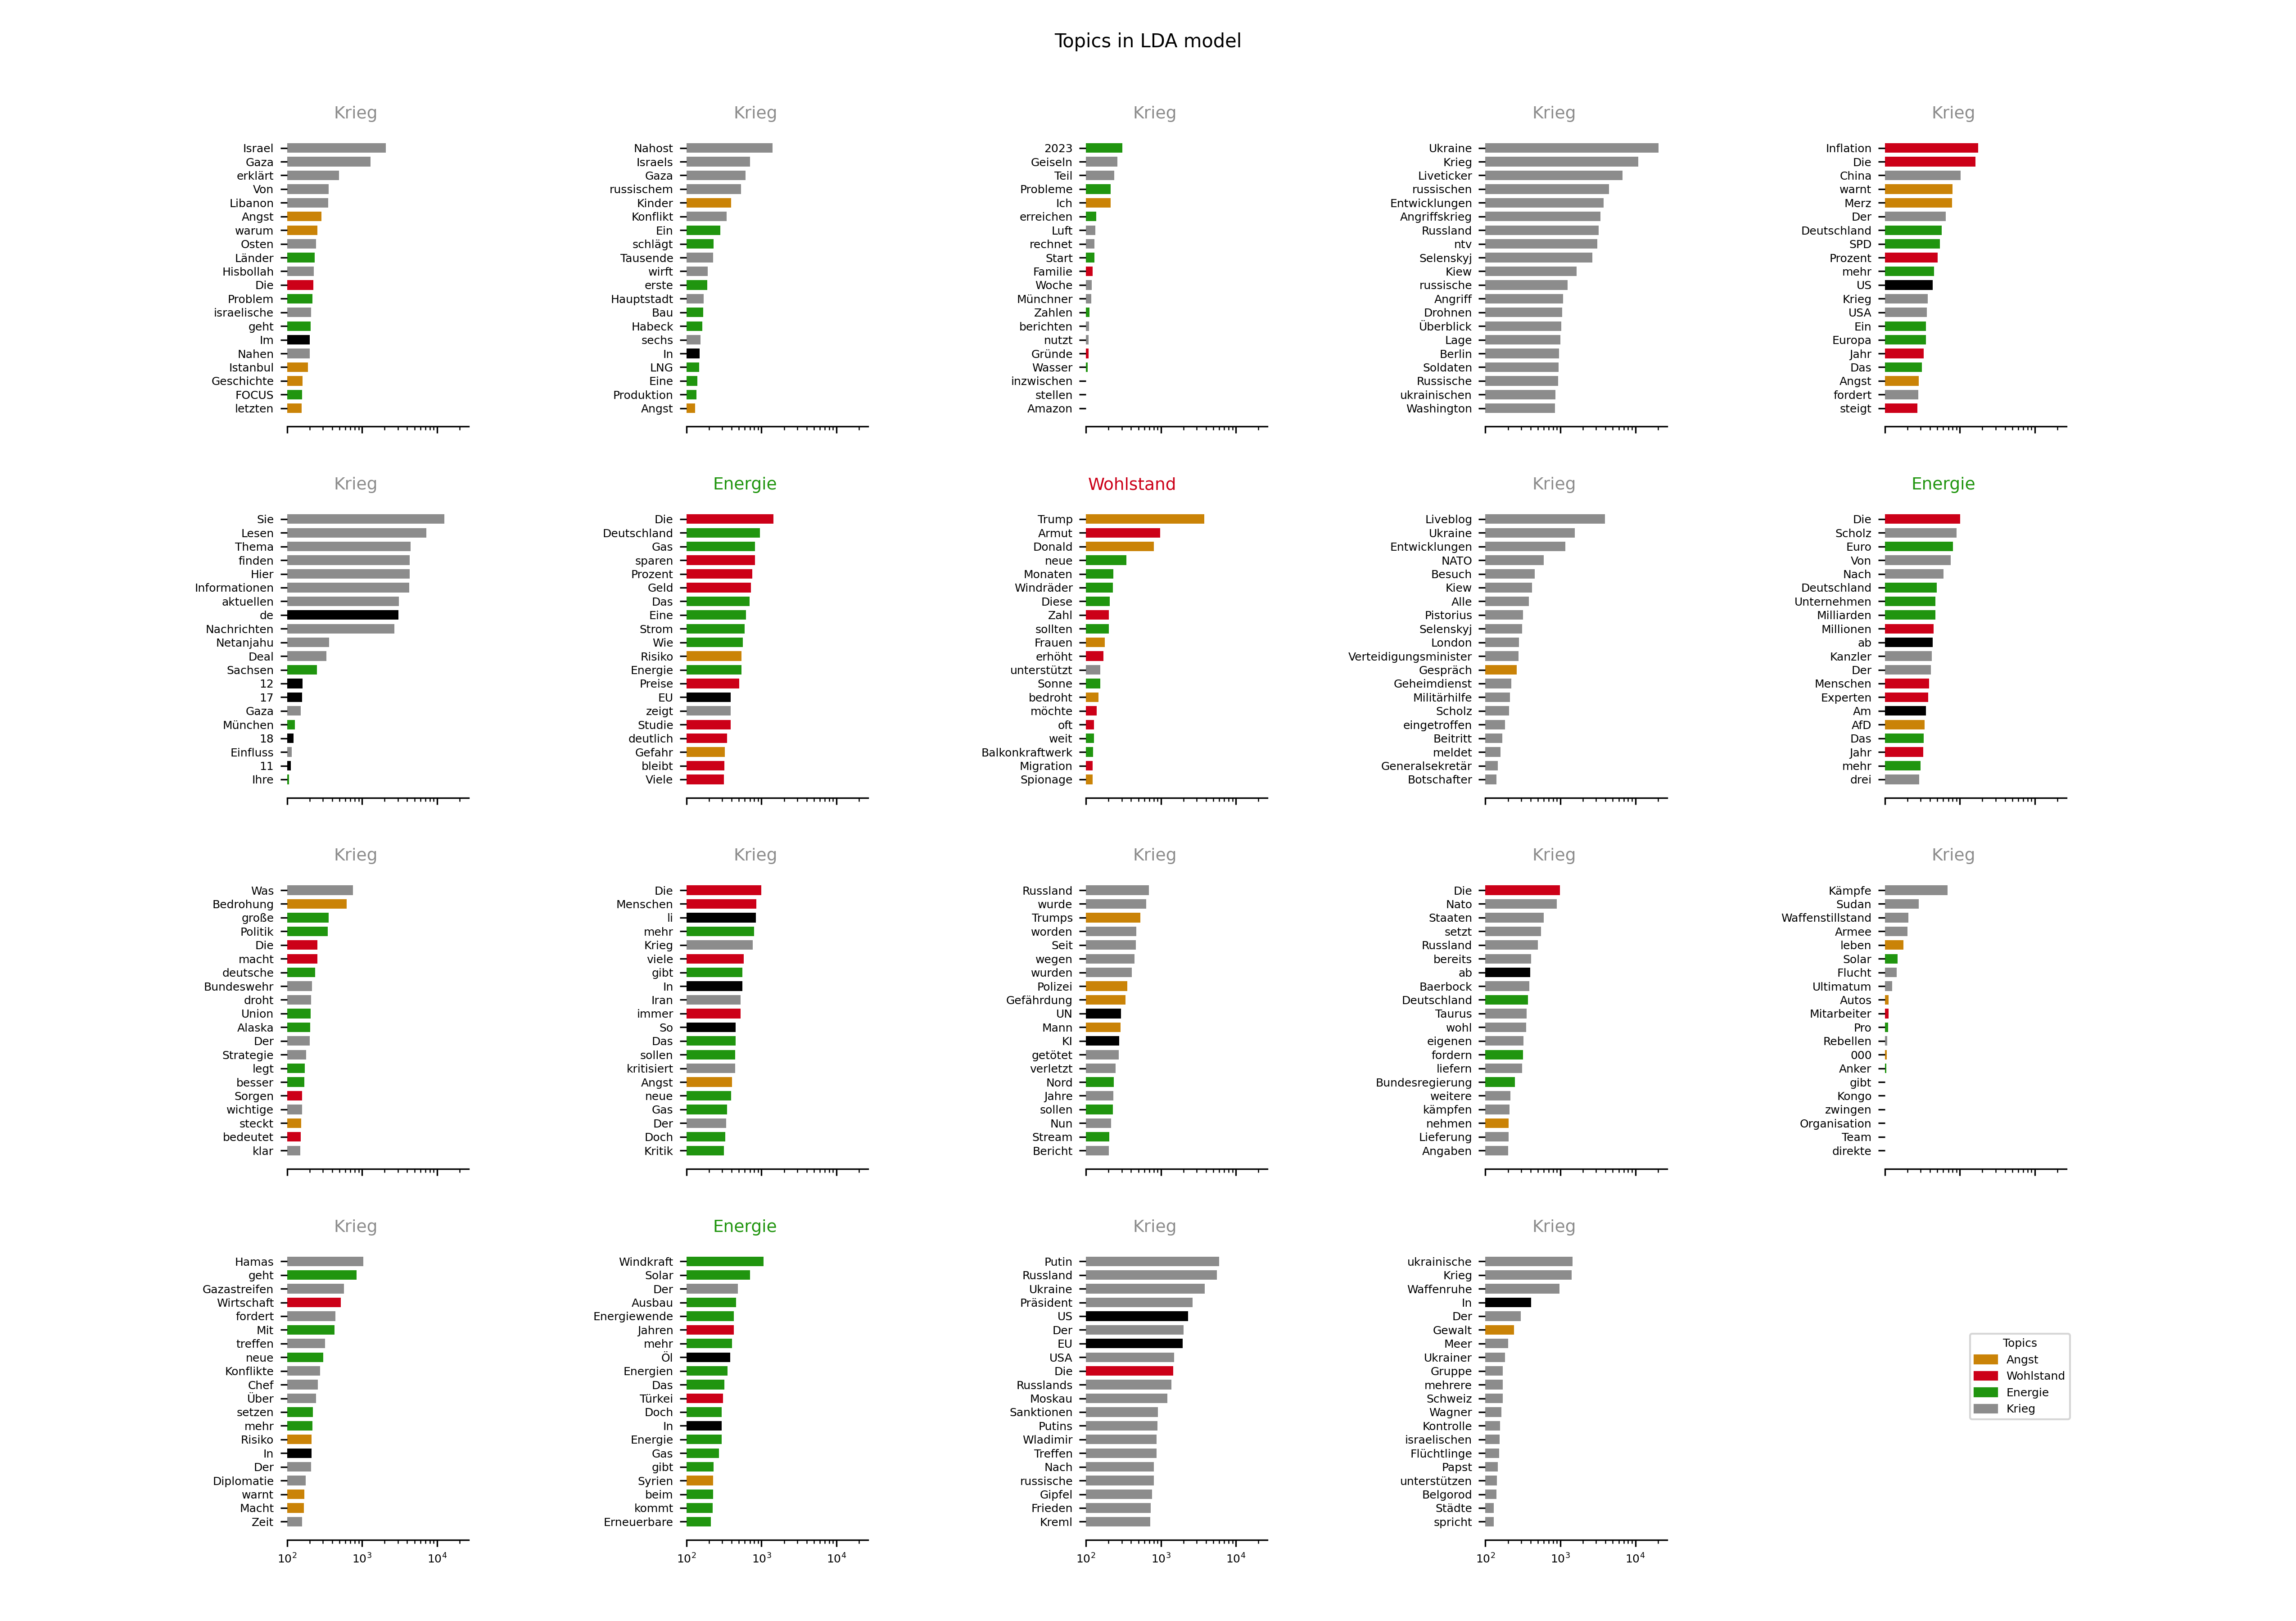 Topics in LDA model
Krieg
Israel
Gaza
erklärt
Von
Libanon
Angst
warum
Osten
Länder
Hisbollah
Die
Problem
israelische
geht
Im
Nahen
Istanbul
Geschichte
FOCUS
letzten
Krieg
Nahost
Israels
Gaza
russischem
Kinder
Konflikt
Ein
schlägt
Tausende
wirft
erste
Hauptstadt
Bau
Habeck
sechs
In
LNG
Eine
Produktion
Angst
Krieg
2023
Geiseln
Teil
Probleme
Ich
erreichen
Luft
rechnet
Start
Familie
Woche
Münchner
Zahlen
berichten
nutzt
Gründe
Wasser
inzwischen
stellen
Amazon
Krieg
Ukraine
Krieg
Liveticker
russischen
Entwicklungen
Angriffskrieg
Russland
ntv
Selenskyj
Kiew
russische
Angriff
Drohnen
Überblick
Lage
Berlin
Soldaten
Russische
ukrainischen
Washington
Krieg
Inflation
Die
China
warnt
Merz
Der
Deutschland
SPD
Prozent
mehr
US
Krieg
USA
Ein
Europa
Jahr
Das
Angst
fordert
steigt
Krieg
Sie
Lesen
Thema
finden
Hier
Informationen
aktuellen
de
Nachrichten
Netanjahu
Deal
Sachsen
12
17
Gaza
München
18
Einfluss
11
Ihre
Energie
Die
Deutschland
Gas
sparen
Prozent
Geld
Das
Eine
Strom
Wie
Risiko
Energie
Preise
EU
zeigt
Studie
deutlich
Gefahr
bleibt
Viele
Wohlstand
Trump
Armut
Donald
neue
Monaten
Windräder
Diese
Zahl
sollten
Frauen
erhöht
unterstützt
Sonne
bedroht
möchte
oft
weit
Balkonkraftwerk
Migration
Spionage
Krieg
Liveblog
Ukraine
Entwicklungen
NATO
Besuch
Kiew
Alle
Pistorius
Selenskyj
London
Verteidigungsminister
Gespräch
Geheimdienst
Militärhilfe
Scholz
eingetroffen
Beitritt
meldet
Generalsekretär
Botschafter
Energie
Die
Scholz
Euro
Von
Nach
Deutschland
Unternehmen
Milliarden
Millionen
ab
Kanzler
Der
Menschen
Experten
Am
AfD
Das
Jahr
mehr
drei
Krieg
Was
Bedrohung
große
Politik
Die
macht
deutsche
Bundeswehr
droht
Union
Alaska
Der
Strategie
legt
besser
Sorgen
wichtige
steckt
bedeutet
klar
Krieg
Die
Menschen
li
mehr
Krieg
viele
gibt
In
Iran
immer
So
Das
sollen
kritisiert
Angst
neue
Gas
Der
Doch
Kritik
Krieg
Russland
wurde
Trumps
worden
Seit
wegen
wurden
Polizei
Gefährdung
UN
Mann
KI
getötet
verletzt
Nord
Jahre
sollen
Nun
Stream
Bericht
Krieg
Die
Nato
Staaten
setzt
Russland
bereits
ab
Baerbock
Deutschland
Taurus
wohl
eigenen
fordern
liefern
Bundesregierung
weitere
kämpfen
nehmen
Lieferung
Angaben
Krieg
Kämpfe
Sudan
Waffenstillstand
Armee
leben
Solar
Flucht
Ultimatum
Autos
Mitarbeiter
Pro
Rebellen
000
Anker
gibt
Kongo
zwingen
Organisation
Team
direkte
Krieg
Hamas
geht
Gazastreifen
Wirtschaft
fordert
Mit
treffen
neue
Konflikte
Chef
Über
setzen
mehr
Risiko
In
Der
Diplomatie
warnt
Macht
Zeit
10² 10³ 10⁴
Energie
Windkraft
Solar
Der
Ausbau
Energiewende
Jahren
mehr
Öl
Energien
Das
Türkei
Doch
In
Energie
Gas
gibt
Syrien
beim
kommt
Erneuerbare
10² 10³ 10⁴
Krieg
Putin
Russland
Ukraine
Präsident
US
Der
EU
USA
Die
Russlands
Moskau
Sanktionen
Putins
Wladimir
Treffen
Nach
russische
Gipfel
Frieden
Kreml
10² 10³ 10⁴
Krieg
ukrainische
Krieg
Waffenruhe
In
Der
Gewalt
Meer
Ukrainer
Gruppe
mehrere
Schweiz
Wagner
Kontrolle
israelischen
Flüchtlinge
Papst
unterstützen
Belgorod
Städte
spricht
10² 10³ 10⁴
Topics
Angst
Wohlstand
Energie
Krieg